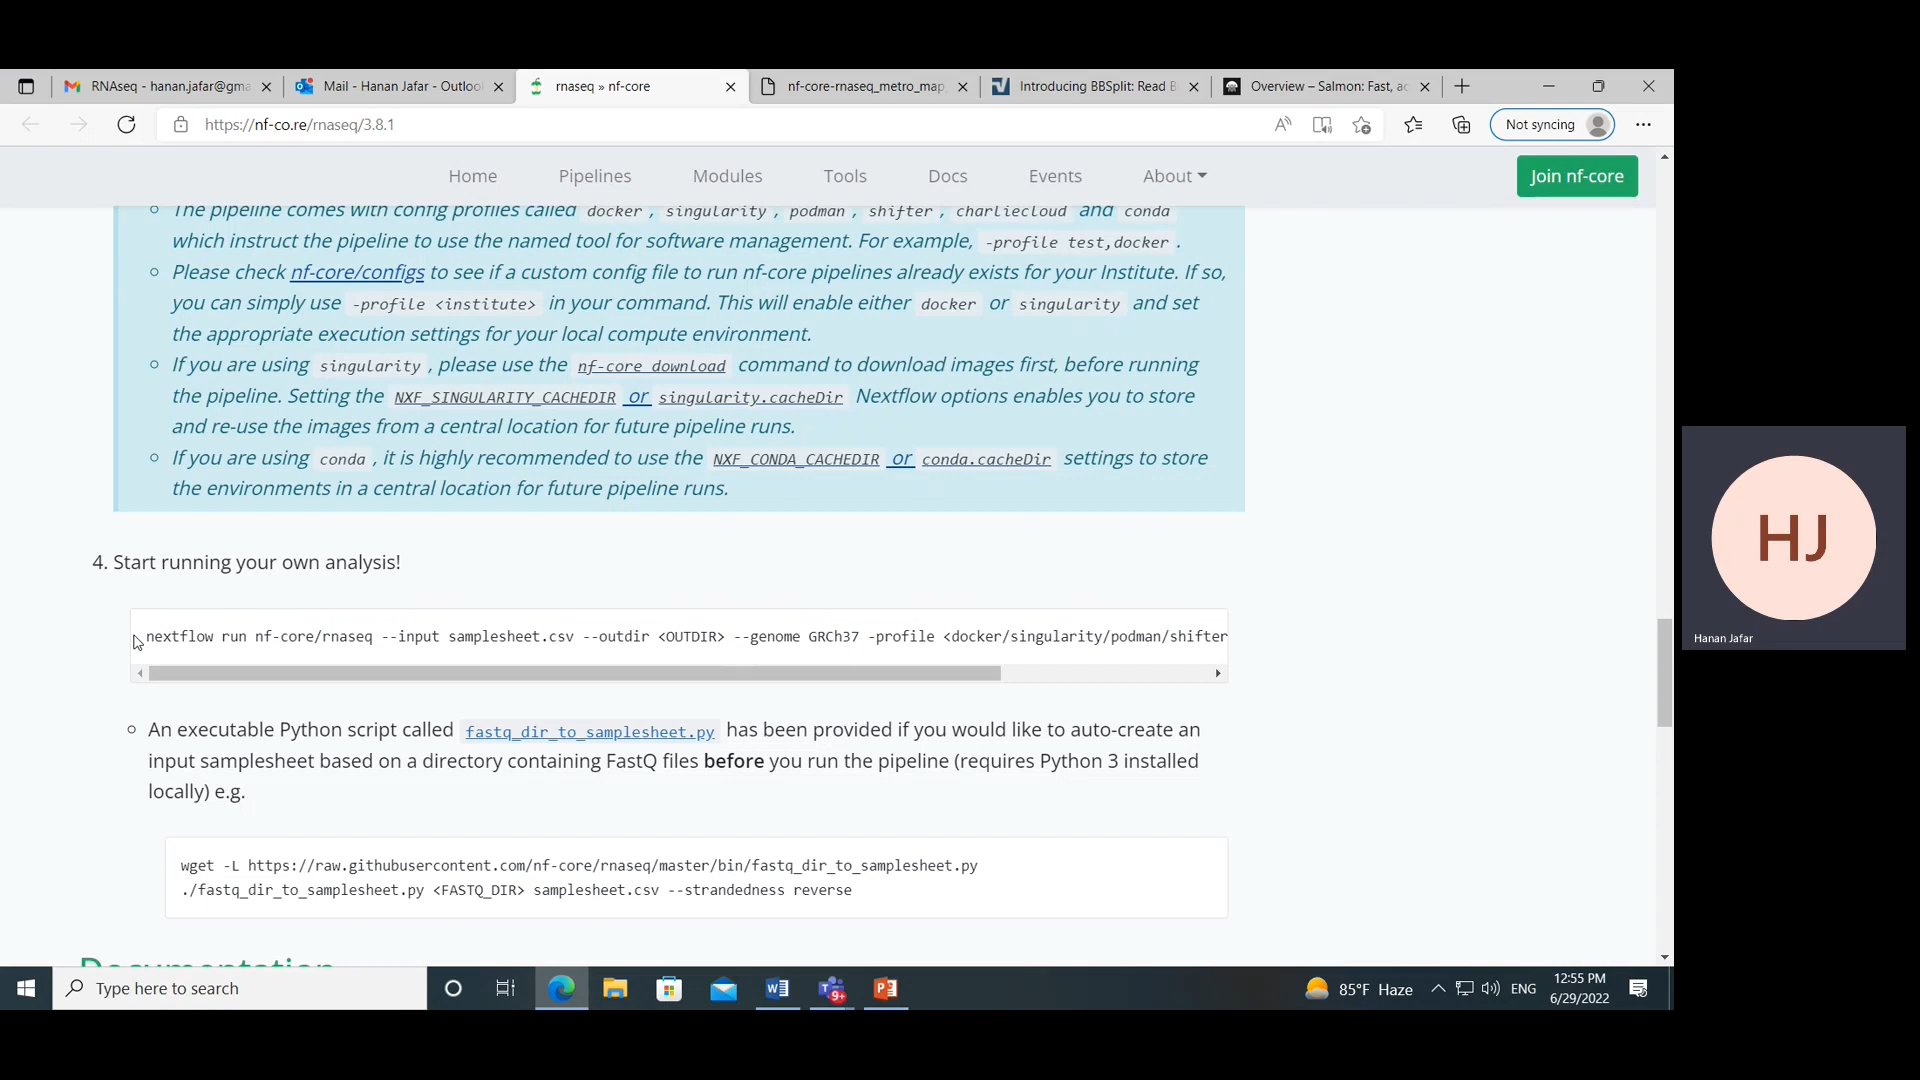 RNAseq - hanan.jafar@gma
Mail - Hanan Jafar - Outloo
rnaseq » nf-core
nf-core-rnaseq_metro_map
Introducing BBSplit: Read B
Overview – Salmon: Fast, ac
https://nf-co.re/rnaseq/3.8.1
Not syncing
Home
Pipelines
Modules
Tools
Docs
Events
About
Join nf-core
The pipeline comes with config profiles called docker, singularity, podman, shifter, charliecloud and conda
which instruct the pipeline to use the named tool for software management. For example, -profile test,docker.
Please check nf-core/configs to see if a custom config file to run nf-core pipelines already exists for your Institute. If so,
you can simply use -profile <institute> in your command. This will enable either docker or singularity and set
the appropriate execution settings for your local compute environment.
If you are using singularity, please use the nf-core download command to download images first, before running
the pipeline. Setting the NXF_SINGULARITY_CACHEDIR or singularity.cacheDir Nextflow options enables you to store
and re-use the images from a central location for future pipeline runs.
If you are using conda, it is highly recommended to use the NXF_CONDA_CACHEDIR or conda.cacheDir settings to store
the environments in a central location for future pipeline runs.
4. Start running your own analysis!
nextflow run nf-core/rnaseq --input samplesheet.csv --outdir <OUTDIR> --genome GRCh37 -profile <docker/singularity/podman/shifter
An executable Python script called fastq_dir_to_samplesheet.py has been provided if you would like to auto-create an
input samplesheet based on a directory containing FastQ files before you run the pipeline (requires Python 3 installed
locally) e.g.
wget -L https://raw.githubusercontent.com/nf-core/rnaseq/master/bin/fastq_dir_to_samplesheet.py
./fastq_dir_to_samplesheet.py <FASTQ_DIR> samplesheet.csv --strandedness reverse
Documentation
HJ
Hanan Jafar
Type here to search
9+
85°F Haze
ENG
12:55 PM
6/29/2022